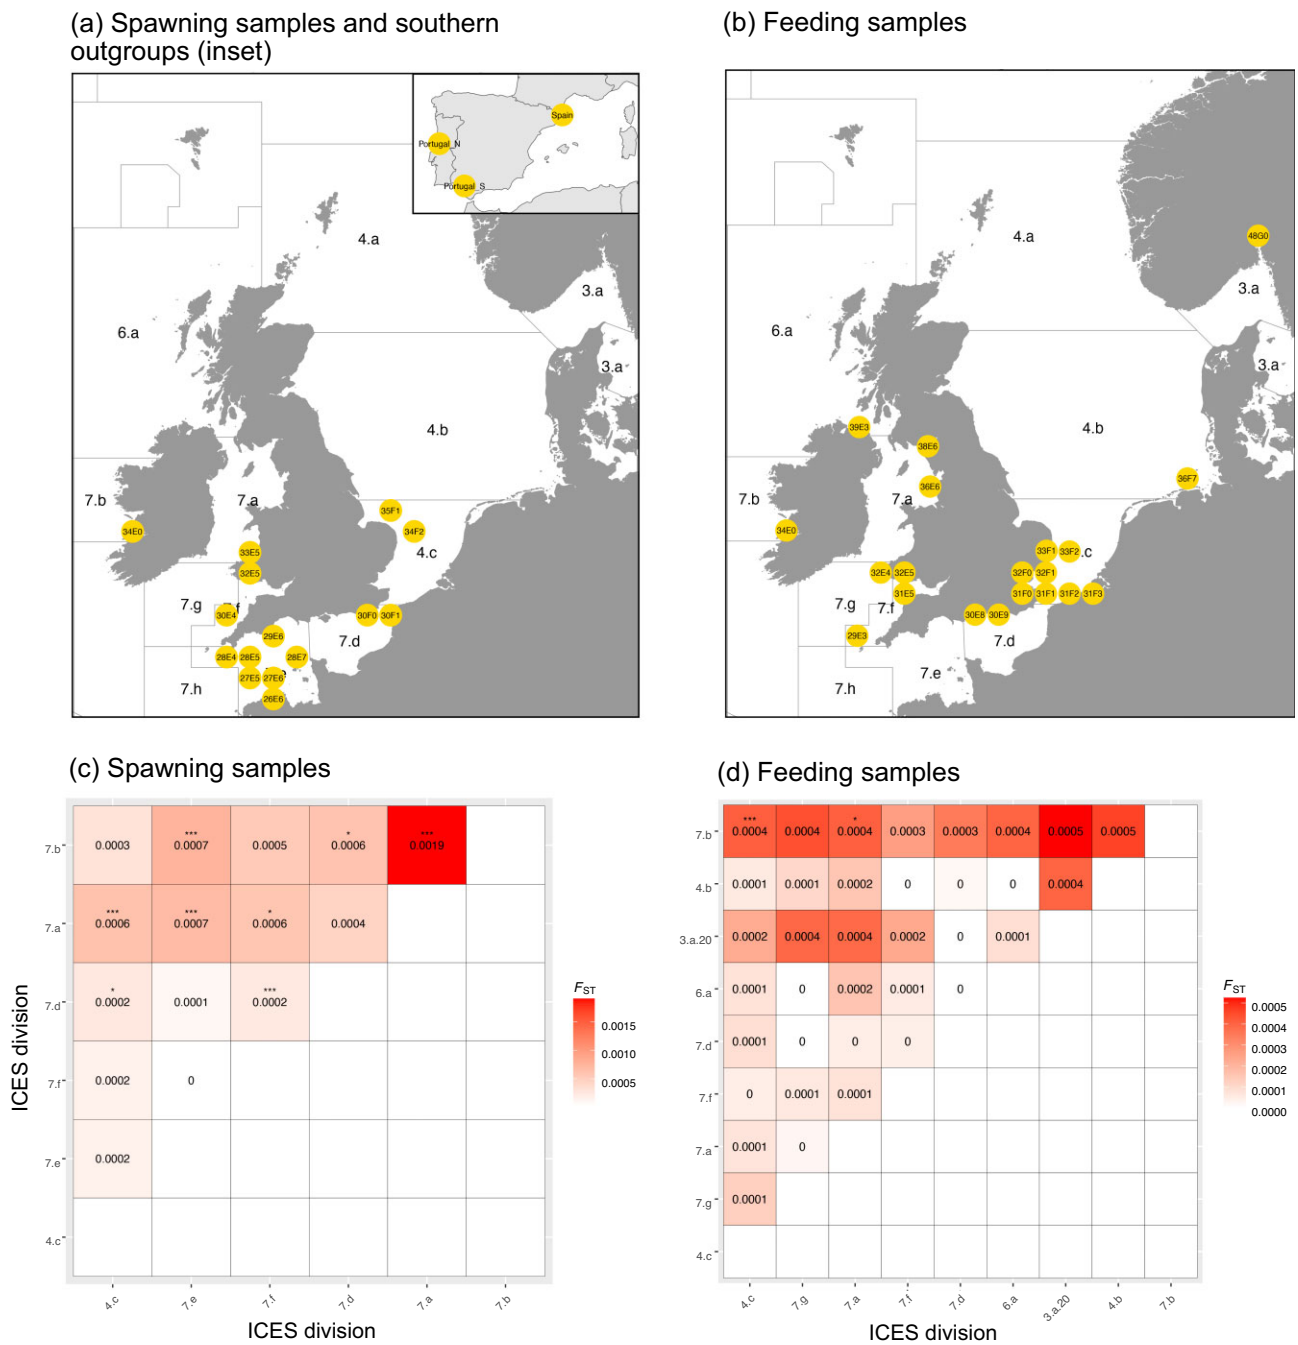 (a) Spawning samples and southern
outgroups (inset)
Spain
Portugal_N
Portugal_S
4.a
3.a
6.a
3.a
4.b
7.b
7.a
35F1
34E0
34F2
33E5
4.c
32E5
7.g
30E4
30F0
30F1
29E6
7.d
28E4
28E5
28E7
27E5
27E6
7.h
26E6
(b) Feeding samples
4.a
48G0
3.a
6.a
3.a
39E3
4.b
38E6
36F7
36E6
7.b
7.a
34E0
33F1
33F2
.c
32E4
32E5
32F0
32F1
31E5
31F0
31F1
31F2
31F3
7.g
7.f
30E8
30E9
29E3
7.d
7.e
7.h
(c) Spawning samples
7.b
0.0003
*** 0.0007
0.0005
* 0.0006
*** 0.0019
7.a
*** 0.0006
*** 0.0007
* 0.0006
0.0004
7.d
* 0.0002
0.0001
*** 0.0002
7.f
0.0002
0
7.e
0.0002
4.c
4.c 7.e 7.f 7.d 7.a 7.b
ICES division
ICES division
FST
0.0015
0.0010
0.0005
(d) Feeding samples
7.b
*** 0.0004
0.0004
* 0.0004
0.0003
0.0003
0.0004
0.0005
0.0005
4.b
0.0001
0.0001
0.0002
0
0
0
0.0004
3.a.20
0.0002
0.0004
0.0004
0.0002
0
0.0001
6.a
0.0001
0
0.0002
0.0001
0
7.d
0.0001
0
0
0
7.f
0
0.0001
0.0001
7.a
0.0001
0
7.g
0.0001
4.c
4.c 7.g 7.a 7.f 7.d 6.a 3.a.20 4.b 7.b
ICES division
FST
0.0005
0.0004
0.0003
0.0002
0.0001
0.0000